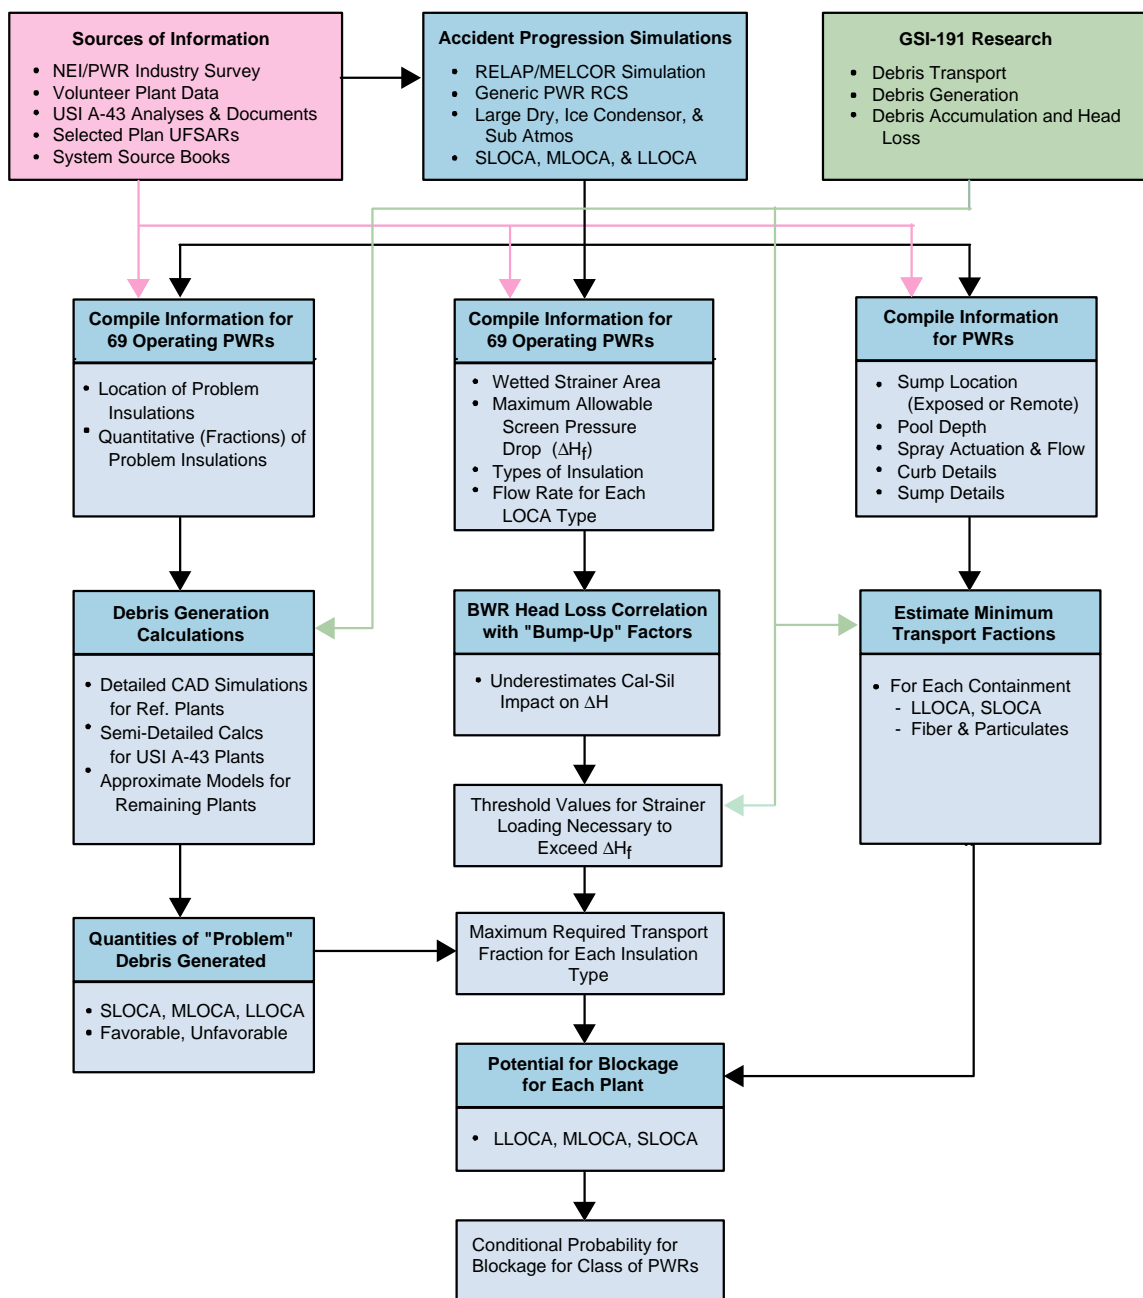 Sources of Information
• NEI/PWR Industry Survey
• Volunteer Plant Data
• USI A-43 Analyses & Documents
• Selected Plan UFSARs
• System Source Books
Accident Progression Simulations
• RELAP/MELCOR Simulation
• Generic PWR RCS
• Large Dry, Ice Condensor, &
Sub Atmos
• SLOCA, MLOCA, & LLOCA
GSI-191 Research
• Debris Transport
• Debris Generation
• Debris Accumulation and Head
Loss
Compile Information for
69 Operating PWRs
• Location of Problem
Insulations
• Quantitative (Fractions) of
Problem Insulations
Compile Information for
69 Operating PWRs
• Wetted Strainer Area
• Maximum Allowable
Screen Pressure
Drop (ΔHf)
• Types of Insulation
• Flow Rate for Each
LOCA Type
Compile Information
for PWRs
• Sump Location
(Exposed or Remote)
• Pool Depth
• Spray Actuation & Flow
• Curb Details
• Sump Details
Debris Generation
Calculations
• Detailed CAD Simulations
for Ref. Plants
• Semi-Detailed Calcs
for USI A-43 Plants
• Approximate Models for
Remaining Plants
BWR Head Loss Correlation
with "Bump-Up" Factors
• Underestimates Cal-Sil
Impact on ΔH
Estimate Minimum
Transport Factions
• For Each Containment
- LLOCA, SLOCA
- Fiber & Particulates
Threshold Values for Strainer
Loading Necessary to
Exceed ΔHf
Quantities of "Problem"
Debris Generated
• SLOCA, MLOCA, LLOCA
• Favorable, Unfavorable
Maximum Required Transport
Fraction for Each Insulation
Type
Potential for Blockage
for Each Plant
• LLOCA, MLOCA, SLOCA
Conditional Probability for
Blockage for Class of PWRs